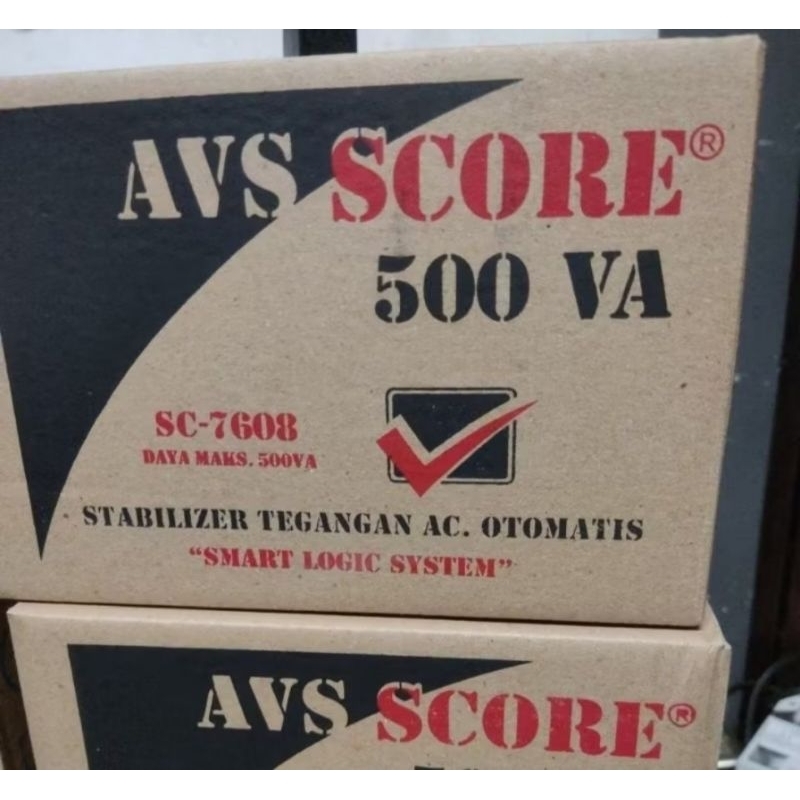 AVS SCORE®
500 VA
SC-7608
DAYA MAKS. 500VA
STABILIZER TEGANGAN AC. OTOMATIS
"SMART LOGIC SYSTEM"
AVS SCORE®